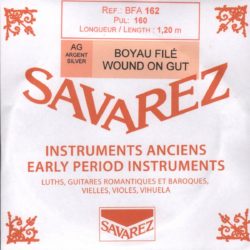 REF.: BFA 162
PUL: 160
LONGUEUR / LENGTH : 1,20 m
AG
ARGENT
SILVER
BOYAU FILÉ
WOUND ON GUT
SAVAREZ
INSTRUMENTS ANCIENS
EARLY PERIOD INSTRUMENTS
LUTHS, GUITARES ROMANTIQUES ET BAROQUES,
VIELLES, VIOLES, VIHUELA
SAVAREZ